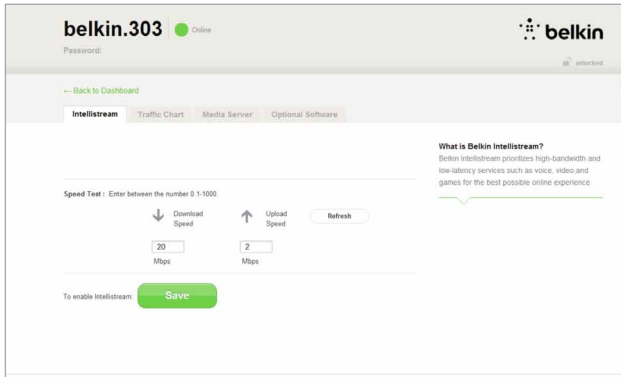 belkin.303 Online
Password:
belkin
unlocked
← Back to Dashboard
Intellistream Traffic Chart Media Server Optional Software
What is Belkin Intellistream?
Belkin Intellistream prioritizes high-bandwidth and
low-latency services such as voice, video,and
games for the best possible online experience
Speed Test : Enter between the number 0.1-1000.
Download
Speed
Upload
Speed
Refresh
20
2
Mbps
Mbps
To enable Intellistream: Save